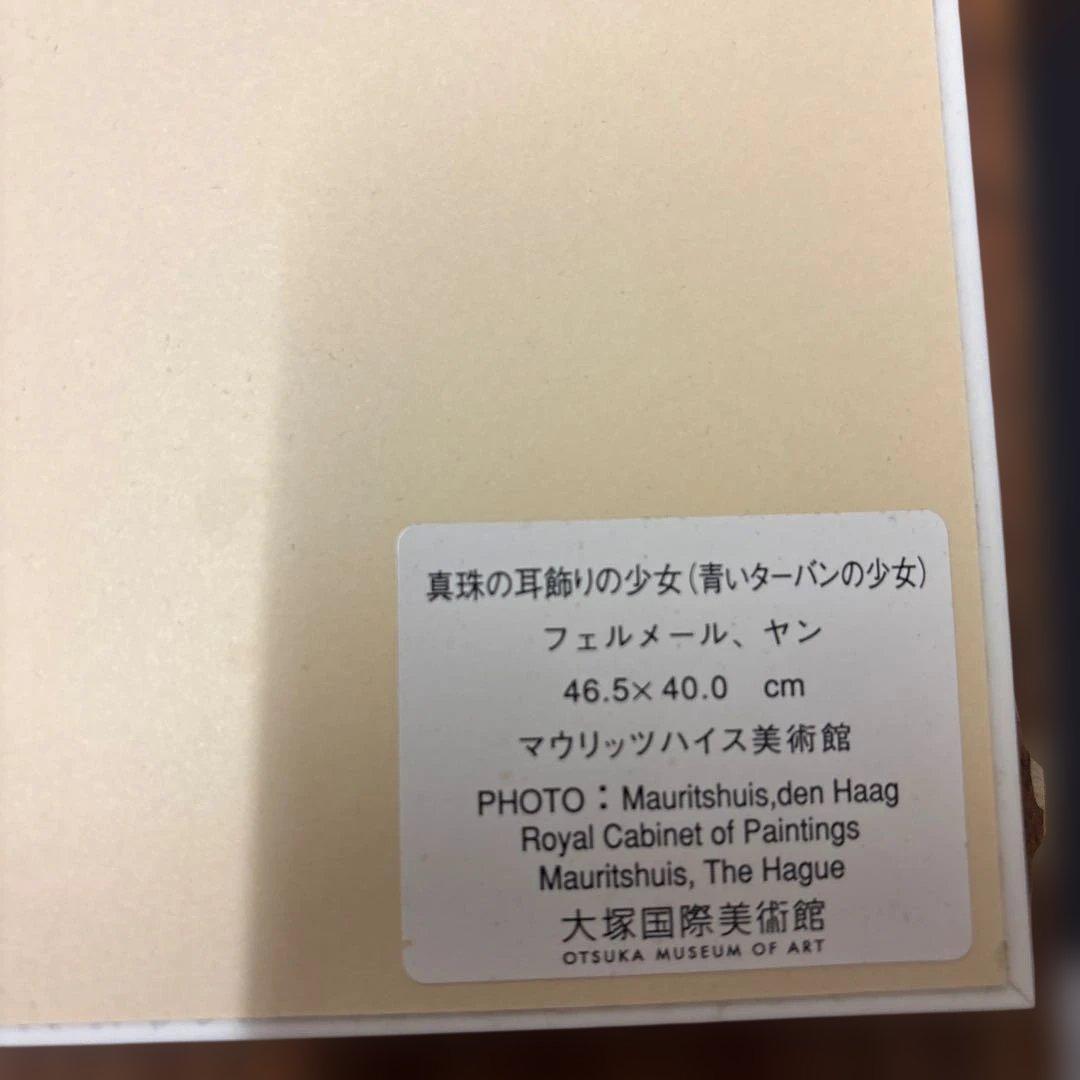 真珠の耳飾りの少女(青いターバンの少女)
フェルメール、ヤン
46.5×40.0 cm
マウリッツハイス美術館
PHOTO：Mauritshuis,den Haag
Royal Cabinet of Paintings
Mauritshuis, The Hague
大塚国際美術館
OTSUKA MUSEUM OF ART